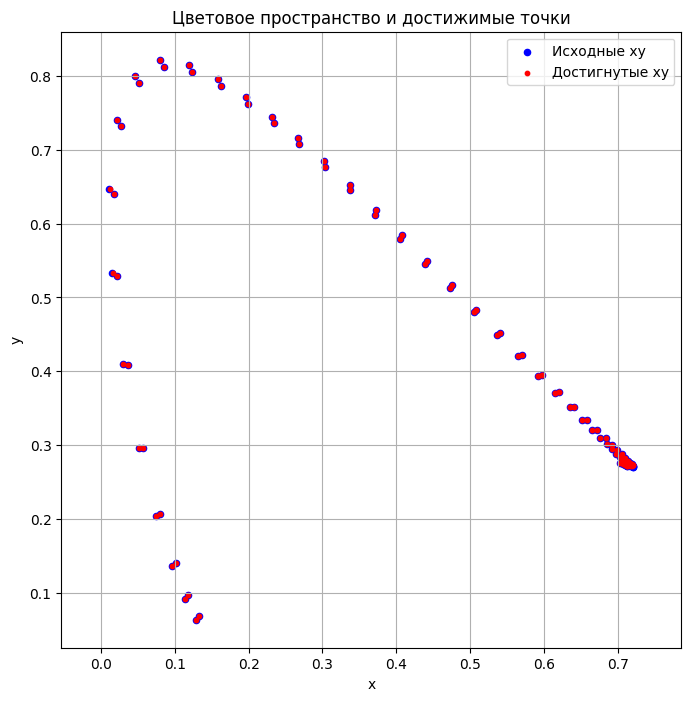 Цветовое пространство и достижимые точки
Исходные xy
Достигнутые xy
0.8
0.7
0.6
0.5
0.4
0.3
0.2
0.1
y
0.0 0.1 0.2 0.3 0.4 0.5 0.6 0.7
x